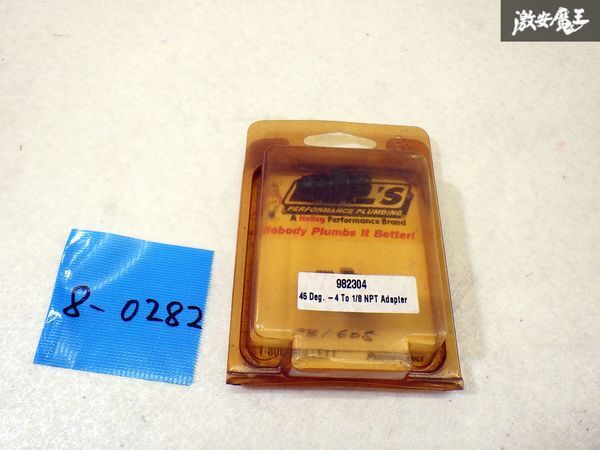 激安魔王
PERFORMANCE PLUMBING
A Holley Performance Brand
Nobody Plumbs It Better!
982304
45 Deg. -4 To 1/8 NPT Adapter
8-0282